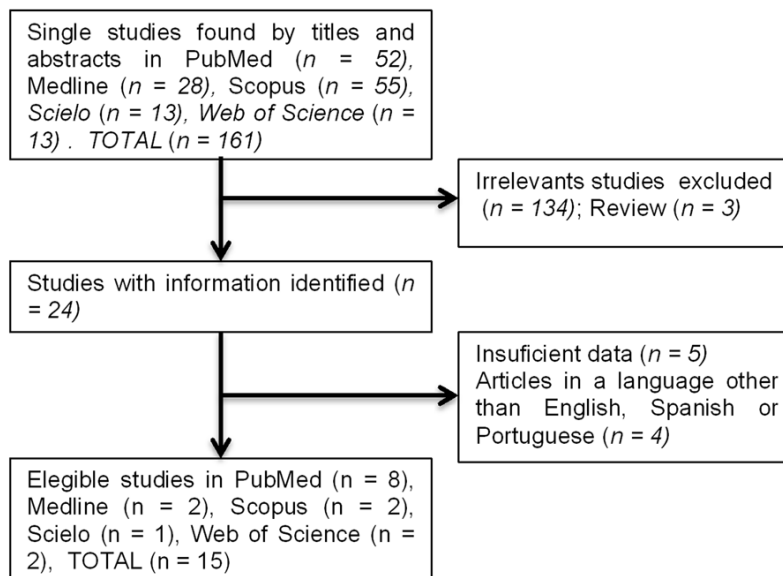 Single studies found by titles and
abstracts in PubMed (n = 52),
Medline (n = 28), Scopus (n = 55),
Scielo (n = 13), Web of Science (n =
13) . TOTAL (n = 161)
Irrelevants studies excluded
(n = 134); Review (n = 3)
Studies with information identified (n
= 24)
Insuficient data (n = 5)
Articles in a language other
than English, Spanish or
Portuguese (n = 4)
Elegible studies in PubMed (n = 8),
Medline (n = 2), Scopus (n = 2),
Scielo (n = 1), Web of Science (n =
2), TOTAL (n = 15)